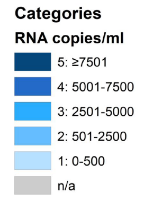 Categories
RNA copies/ml
5: ≥7501
4: 5001-7500
3: 2501-5000
2: 501-2500
1: 0-500
n/a